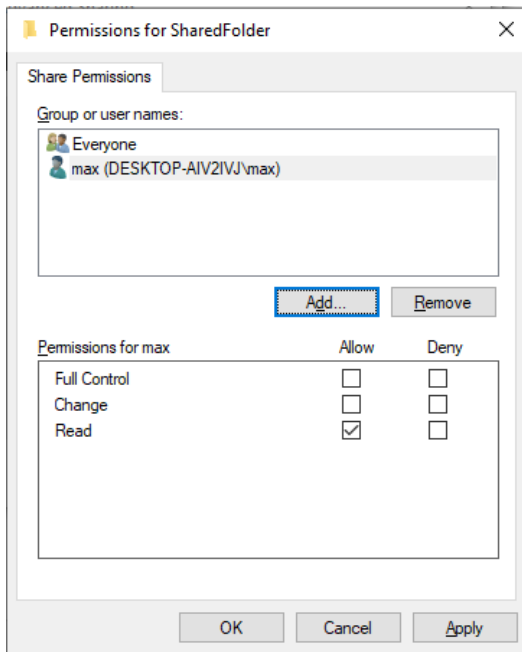 Permissions for SharedFolder
Share Permissions
Group or user names:
Everyone
max (DESKTOP-AIV2IVJ\max)
Add... Remove
Permissions for max Allow Deny
Full Control
Change
Read
OK Cancel Apply